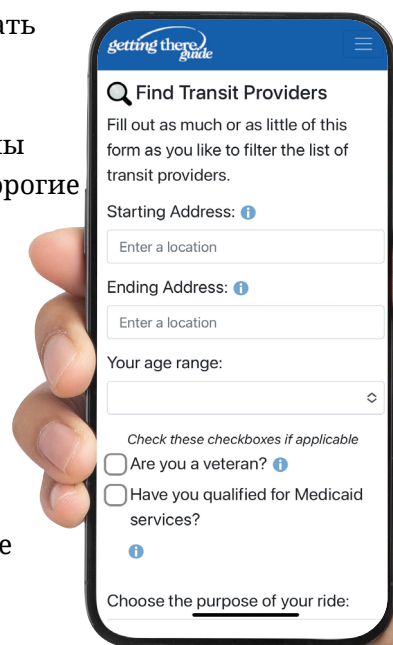 ать
ны
орогие
е
getting there
guide
Find Transit Providers
Fill out as much or as little of this
form as you like to filter the list of
transit providers.
Starting Address:
Enter a location
Ending Address:
Enter a location
Your age range:
Check these checkboxes if applicable
Are you a veteran?
Have you qualified for Medicaid
services?
Choose the purpose of your ride: